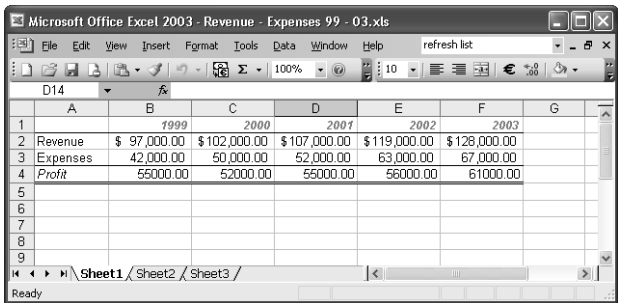 Microsoft Office Excel 2003 - Revenue - Expenses 99 - 03.xls
File Edit View Insert Format Tools Data Window Help refresh list
Σ 100% 10 €
D14 fx
A B C D E F G
1 1999 2000 2001 2002 2003
2 Revenue $ 97,000.00 $102,000.00 $107,000.00 $119,000.00 $128,000.00
3 Expenses 42,000.00 50,000.00 52,000.00 63,000.00 67,000.00
4 Profit 55000.00 52000.00 55000.00 56000.00 61000.00
5
6
7
8
9
Sheet1 Sheet2 Sheet3
Ready